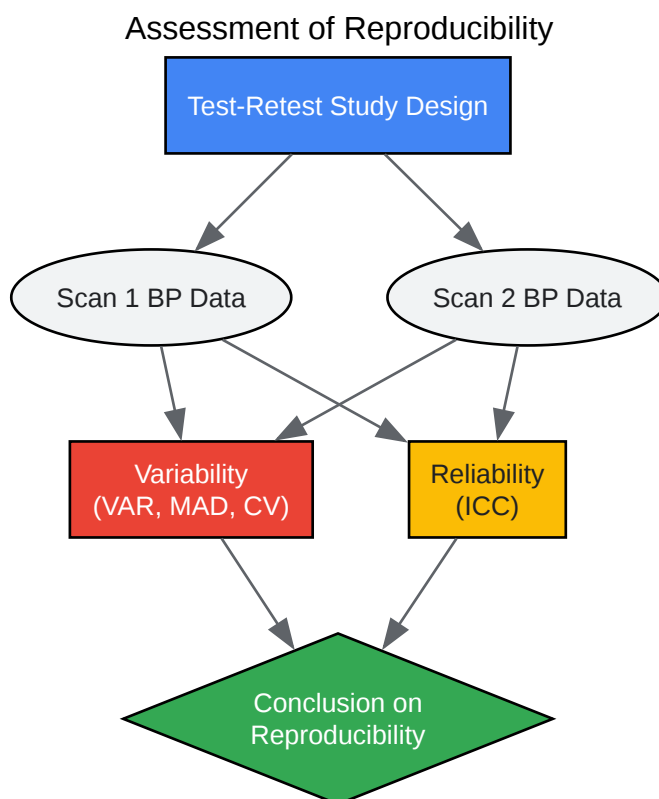 Assessment of Reproducibility
Test-Retest Study Design
Scan 1 BP Data
Scan 2 BP Data
Variability
(VAR, MAD, CV)
Reliability
(ICC)
Conclusion on
Reproducibility